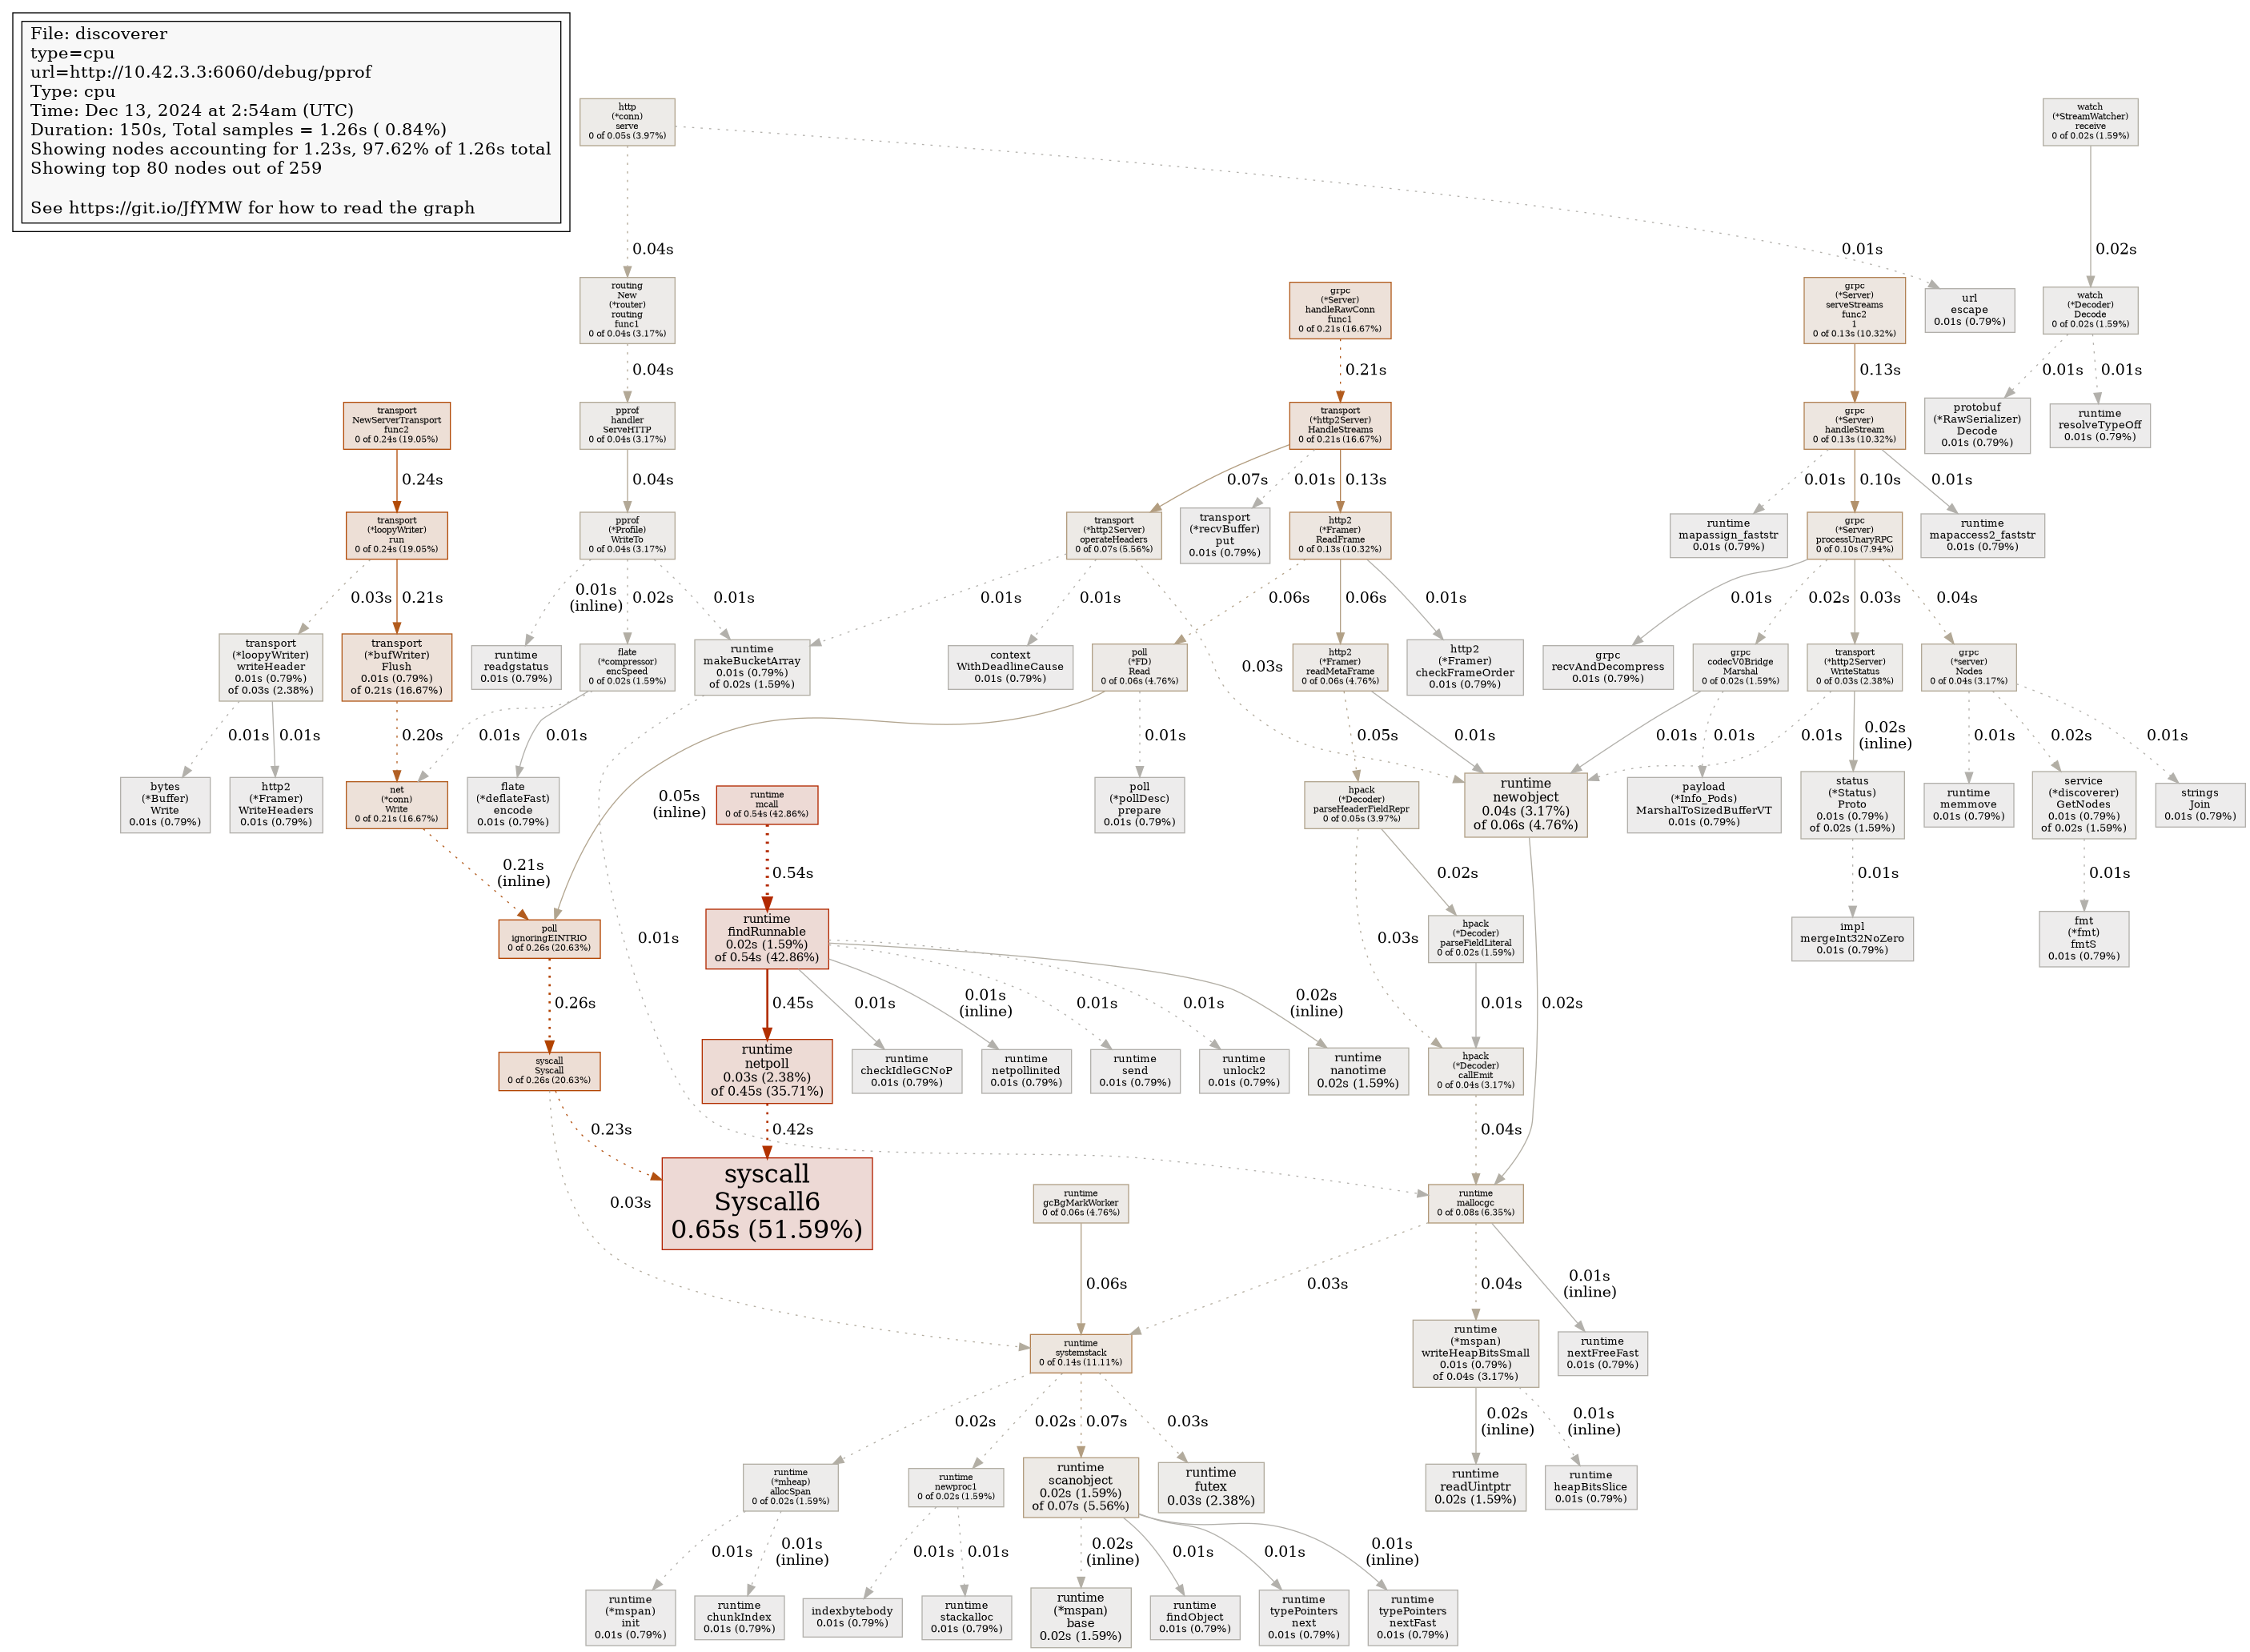 File: discoverer
type=cpu
url=http://10.42.3.3:6060/debug/pprof
Type: cpu
Time: Dec 13, 2024 at 2:54am (UTC)
Duration: 150s, Total samples = 1.26s ( 0.84%)
Showing nodes accounting for 1.23s, 97.62% of 1.26s total
Showing top 80 nodes out of 259
See https://git.io/JfYMW for how to read the graph
http
(*conn)
serve
0 of 0.05s (3.97%)
watch
(*StreamWatcher)
receive
0 of 0.02s (1.59%)
0.04s
0.01s
0.02s
routing
New
(*router)
routing
func1
0 of 0.04s (3.17%)
grpc
(*Server)
handleRawConn
func1
0 of 0.21s (16.67%)
grpc
(*Server)
serveStreams
func2
1
0 of 0.13s (10.32%)
url
escape
0.01s (0.79%)
watch
(*Decoder)
Decode
0 of 0.02s (1.59%)
0.04s
0.21s
0.13s
0.01s
0.01s
transport
NewServerTransport
func2
0 of 0.24s (19.05%)
pprof
handler
ServeHTTP
0 of 0.04s (3.17%)
transport
(*http2Server)
HandleStreams
0 of 0.21s (16.67%)
grpc
(*Server)
handleStream
0 of 0.13s (10.32%)
protobuf
(*RawSerializer)
Decode
0.01s (0.79%)
runtime
resolveTypeOff
0.01s (0.79%)
0.24s
0.04s
0.07s
0.01s
0.13s
0.01s
0.10s
0.01s
transport
(*loopyWriter)
run
0 of 0.24s (19.05%)
pprof
(*Profile)
WriteTo
0 of 0.04s (3.17%)
transport
(*http2Server)
operateHeaders
0 of 0.07s (5.56%)
transport
(*recvBuffer)
put
0.01s (0.79%)
http2
(*Framer)
ReadFrame
0 of 0.13s (10.32%)
runtime
mapassign_faststr
0.01s (0.79%)
grpc
(*Server)
processUnaryRPC
0 of 0.10s (7.94%)
runtime
mapaccess2_faststr
0.01s (0.79%)
0.03s
0.21s
0.01s
(inline)
0.02s
0.01s
0.01s
0.01s
0.03s
0.06s
0.06s
0.01s
0.01s
0.02s
0.03s
0.04s
transport
(*loopyWriter)
writeHeader
0.01s (0.79%)
of 0.03s (2.38%)
transport
(*bufWriter)
Flush
0.01s (0.79%)
of 0.21s (16.67%)
runtime
readgstatus
0.01s (0.79%)
flate
(*compressor)
encSpeed
0 of 0.02s (1.59%)
runtime
makeBucketArray
0.01s (0.79%)
of 0.02s (1.59%)
context
WithDeadlineCause
0.01s (0.79%)
poll
(*FD)
Read
0 of 0.06s (4.76%)
http2
(*Framer)
readMetaFrame
0 of 0.06s (4.76%)
http2
(*Framer)
checkFrameOrder
0.01s (0.79%)
grpc
recvAndDecompress
0.01s (0.79%)
grpc
codecV0Bridge
Marshal
0 of 0.02s (1.59%)
transport
(*http2Server)
WriteStatus
0 of 0.03s (2.38%)
grpc
(*server)
Nodes
0 of 0.04s (3.17%)
0.01s
0.01s
0.20s
0.01s
0.01s
0.05s
(inline)
0.01s
0.05s
0.01s
0.01s
0.01s
0.01s
0.02s
(inline)
0.01s
0.02s
0.01s
bytes
(*Buffer)
Write
0.01s (0.79%)
http2
(*Framer)
WriteHeaders
0.01s (0.79%)
net
(*conn)
Write
0 of 0.21s (16.67%)
flate
(*deflateFast)
encode
0.01s (0.79%)
runtime
mcall
0 of 0.54s (42.86%)
poll
(*pollDesc)
prepare
0.01s (0.79%)
hpack
(*Decoder)
parseHeaderFieldRepr
0 of 0.05s (3.97%)
runtime
newobject
0.04s (3.17%)
of 0.06s (4.76%)
payload
(*Info_Pods)
MarshalToSizedBufferVT
0.01s (0.79%)
status
(*Status)
Proto
0.01s (0.79%)
of 0.02s (1.59%)
runtime
memmove
0.01s (0.79%)
service
(*discoverer)
GetNodes
0.01s (0.79%)
of 0.02s (1.59%)
strings
Join
0.01s (0.79%)
0.21s
(inline)
0.54s
0.01s
0.03s
0.02s
0.02s
0.01s
0.01s
poll
ignoringEINTRIO
0 of 0.26s (20.63%)
runtime
findRunnable
0.02s (1.59%)
of 0.54s (42.86%)
hpack
(*Decoder)
parseFieldLiteral
0 of 0.02s (1.59%)
impl
mergeInt32NoZero
0.01s (0.79%)
fmt
(*fmt)
fmtS
0.01s (0.79%)
0.26s
0.45s
0.01s
0.01s
(inline)
0.01s
0.01s
0.02s
(inline)
0.01s
syscall
Syscall
0 of 0.26s (20.63%)
runtime
netpoll
0.03s (2.38%)
of 0.45s (35.71%)
runtime
checkIdleGCNoP
0.01s (0.79%)
runtime
netpollinited
0.01s (0.79%)
runtime
send
0.01s (0.79%)
runtime
unlock2
0.01s (0.79%)
runtime
nanotime
0.02s (1.59%)
hpack
(*Decoder)
callEmit
0 of 0.04s (3.17%)
0.23s
0.42s
0.04s
0.03s
syscall
Syscall6
0.65s (51.59%)
runtime
gcBgMarkWorker
0 of 0.06s (4.76%)
runtime
mallocgc
0 of 0.08s (6.35%)
0.06s
0.03s
0.04s
0.01s
(inline)
runtime
systemstack
0 of 0.14s (11.11%)
runtime
(*mspan)
writeHeapBitsSmall
0.01s (0.79%)
of 0.04s (3.17%)
runtime
nextFreeFast
0.01s (0.79%)
0.02s
0.02s
0.07s
0.03s
0.02s
(inline)
0.01s
(inline)
runtime
(*mheap)
allocSpan
0 of 0.02s (1.59%)
runtime
newproc1
0 of 0.02s (1.59%)
runtime
scanobject
0.02s (1.59%)
of 0.07s (5.56%)
runtime
futex
0.03s (2.38%)
runtime
readUintptr
0.02s (1.59%)
runtime
heapBitsSlice
0.01s (0.79%)
0.01s
0.01s
(inline)
0.01s
0.01s
0.02s
(inline)
0.01s
0.01s
0.01s
(inline)
runtime
(*mspan)
init
0.01s (0.79%)
runtime
chunkIndex
0.01s (0.79%)
indexbytebody
0.01s (0.79%)
runtime
stackalloc
0.01s (0.79%)
runtime
(*mspan)
base
0.02s (1.59%)
runtime
findObject
0.01s (0.79%)
runtime
typePointers
next
0.01s (0.79%)
runtime
typePointers
nextFast
0.01s (0.79%)